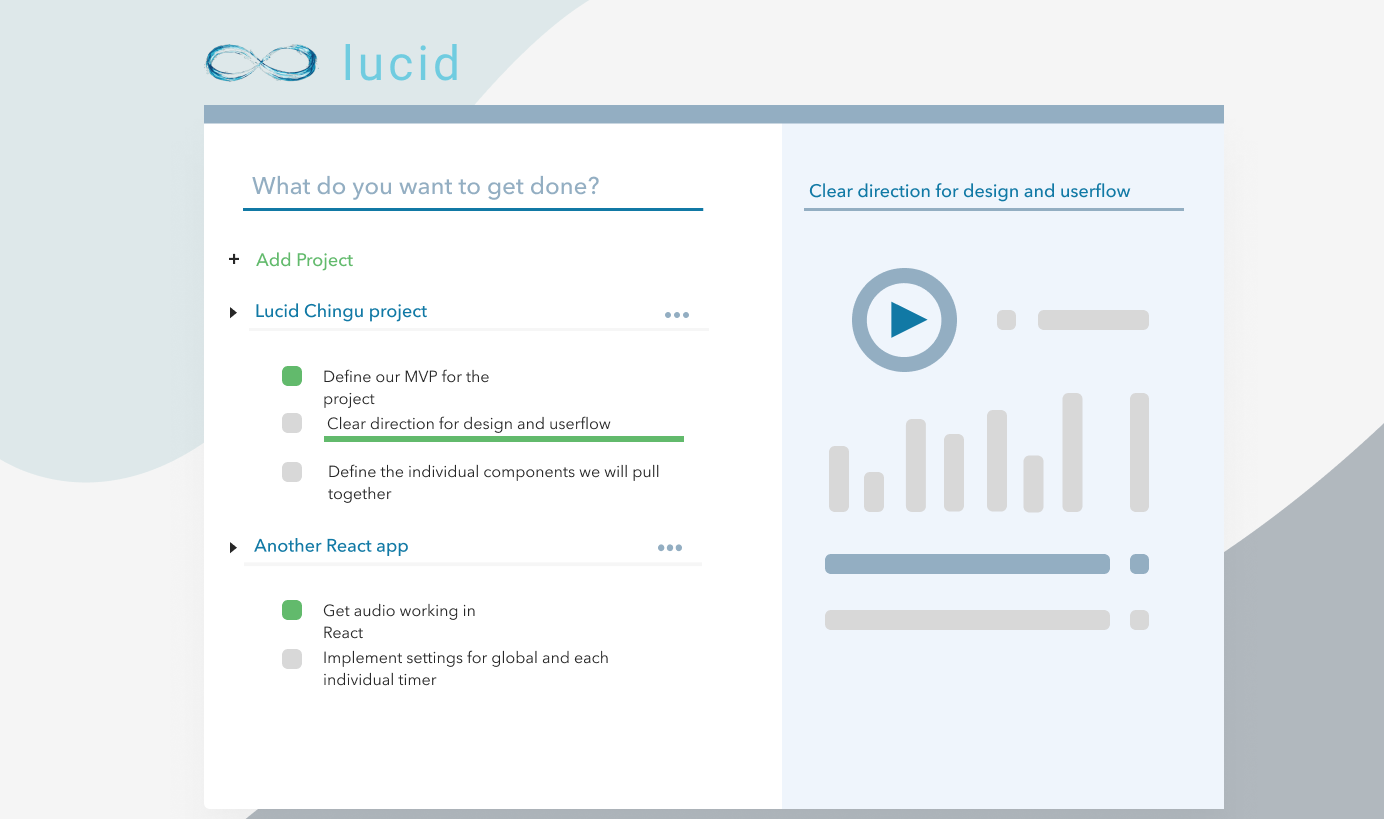 lucid
What do you want to get done?
+ Add Project
Lucid Chingu project
Define our MVP for the
project
Clear direction for design and userflow
Define the individual components we will pull
together
Another React app
Get audio working in
React
Implement settings for global and each
individual timer
Clear direction for design and userflow